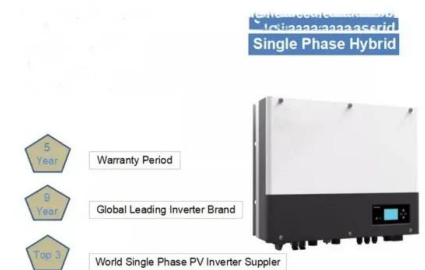 Single Phase Hybrid
5
Year
Warranty Period
9
Year
Global Leading Inverter Brand
Top 3
World Single Phase PV Inverter Suppler